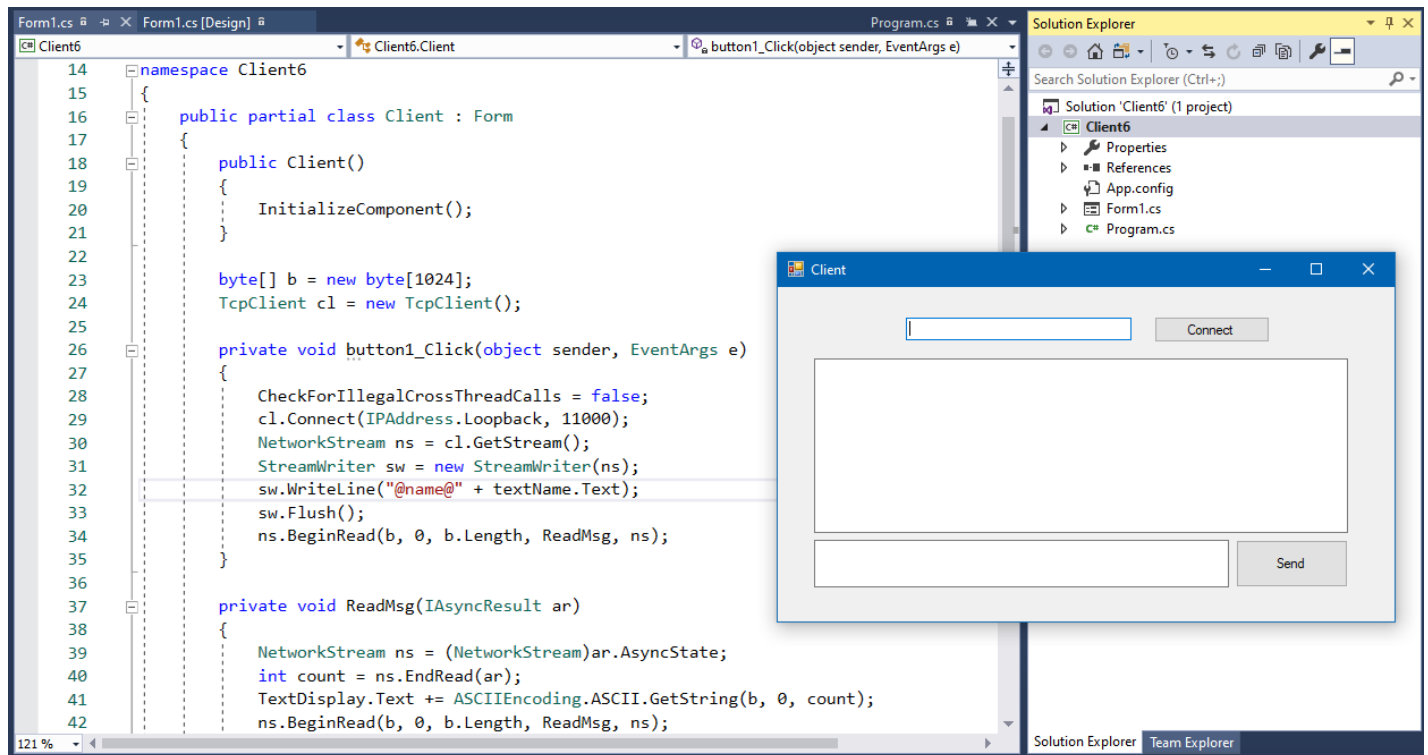 Form1.cs Form1.cs [Design] Program.cs
C# Client6 Client6.Client button1_Click(object sender, EventArgs e)
14 namespace Client6
15 {
16 public partial class Client : Form
17 {
18 public Client()
19 {
20 InitializeComponent();
21 }
22
23 byte[] b = new byte[1024];
24 TcpClient cl = new TcpClient();
25
26 private void button1_Click(object sender, EventArgs e)
27 {
28 CheckForIllegalCrossThreadCalls = false;
29 cl.Connect(IPAddress.Loopback, 11000);
30 NetworkStream ns = cl.GetStream();
31 StreamWriter sw = new StreamWriter(ns);
32 sw.WriteLine("@name@" + textName.Text);
33 sw.Flush();
34 ns.BeginRead(b, 0, b.Length, ReadMsg, ns);
35 }
36
37 private void ReadMsg(IAsyncResult ar)
38 {
39 NetworkStream ns = (NetworkStream)ar.AsyncState;
40 int count = ns.EndRead(ar);
41 TextDisplay.Text += ASCIIEncoding.ASCII.GetString(b, 0, count);
42 ns.BeginRead(b, 0, b.Length, ReadMsg, ns);
121 %
Solution Explorer
Search Solution Explorer (Ctrl+;)
Solution 'Client6' (1 project)
C# Client6
Properties
References
App.config
Form1.cs
C# Program.cs
Client
Connect
Send
Solution Explorer Team Explorer